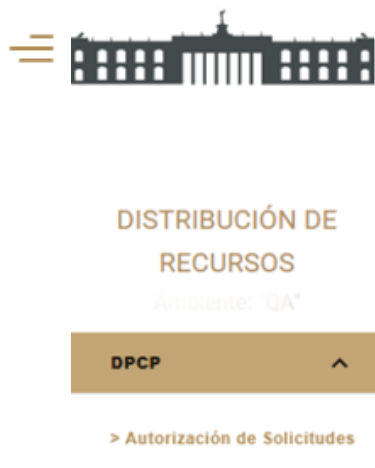 DISTRIBUCIÓN DE
RECURSOS
Ambiente: "QA"
DPCP
> Autorización de Solicitudes